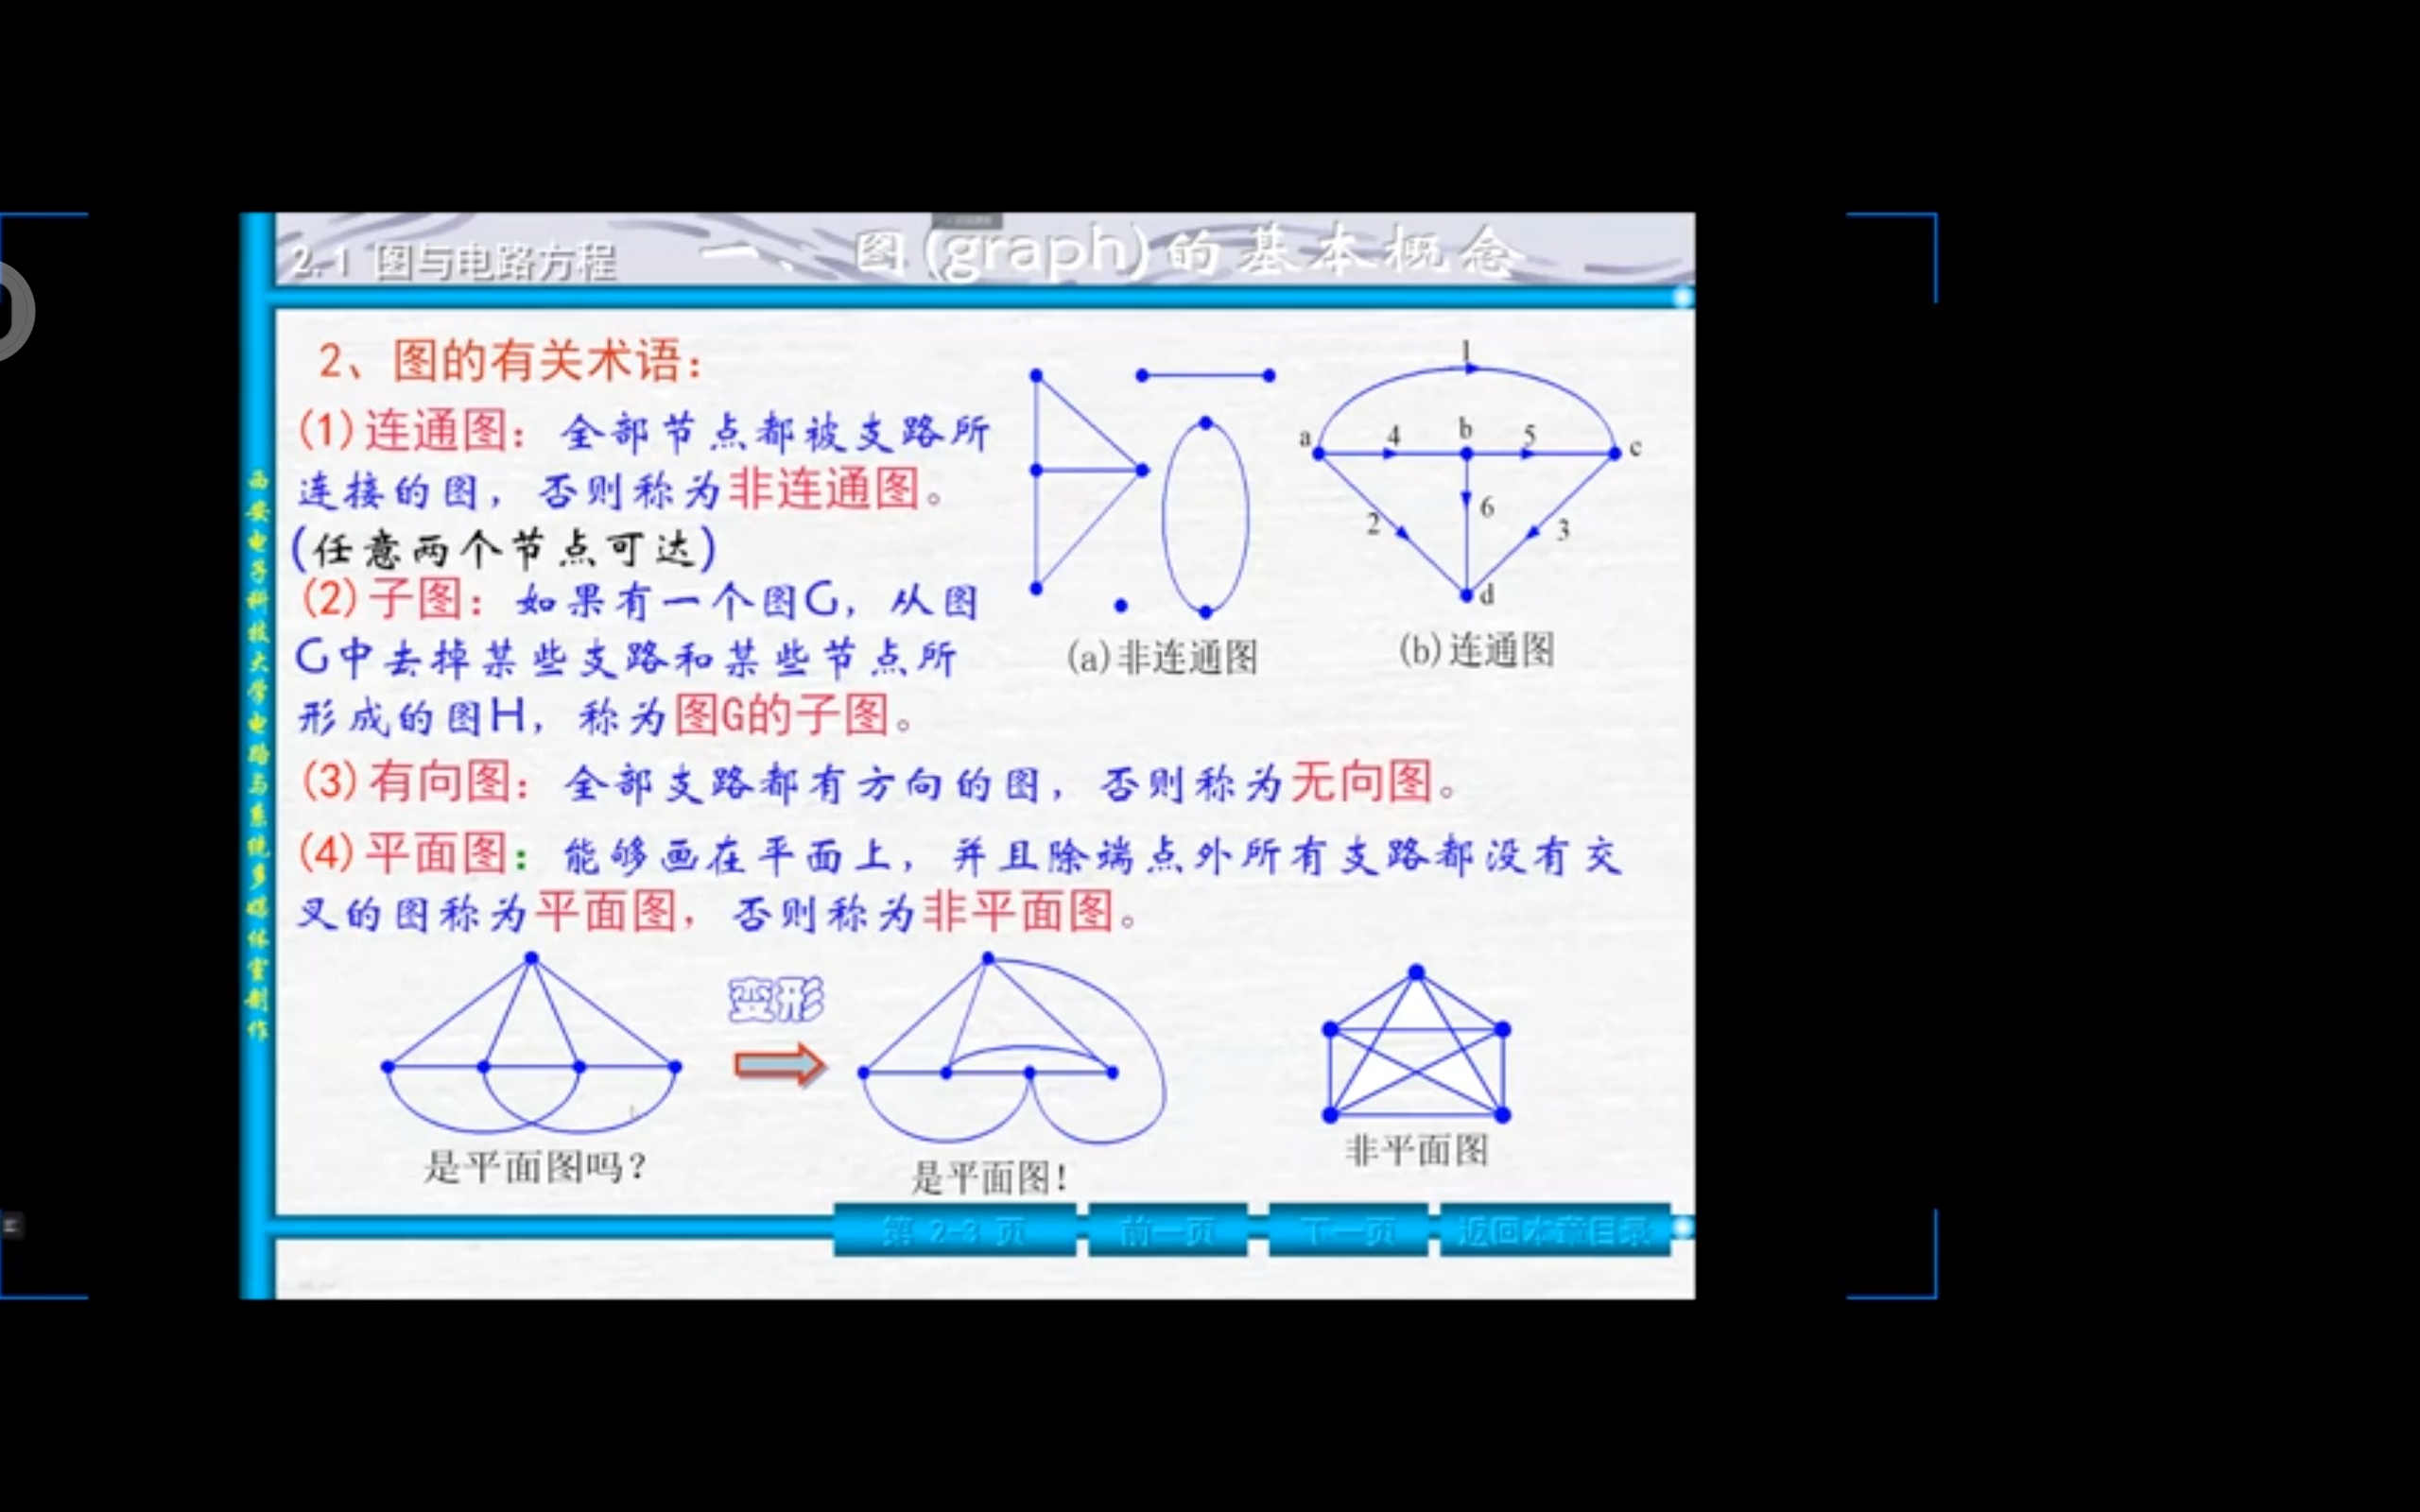 2.1 图与电路方程
一、图(graph)的基本概念
2、图的有关术语：
(1)连通图：全部节点都被支路所
连接的图，否则称为非连通图。
(任意两个节点可达)
(2)子图：如果有一个图G，从图
G中去掉某些支路和某些节点所
形成的图H，称为图G的子图。
1
a
4
b
5
c
2
6
3
d
(a)非连通图
(b)连通图
(3)有向图：全部支路都有方向的图，否则称为无向图。
(4)平面图：能够画在平面上，并且除端点外所有支路都没有交
叉的图称为平面图，否则称为非平面图。
变形
是平面图吗？
是平面图！
非平面图
西安电子科技大学电路与系统多媒体室制作
第 2-3 页
前一页
下一页
返回本章目录